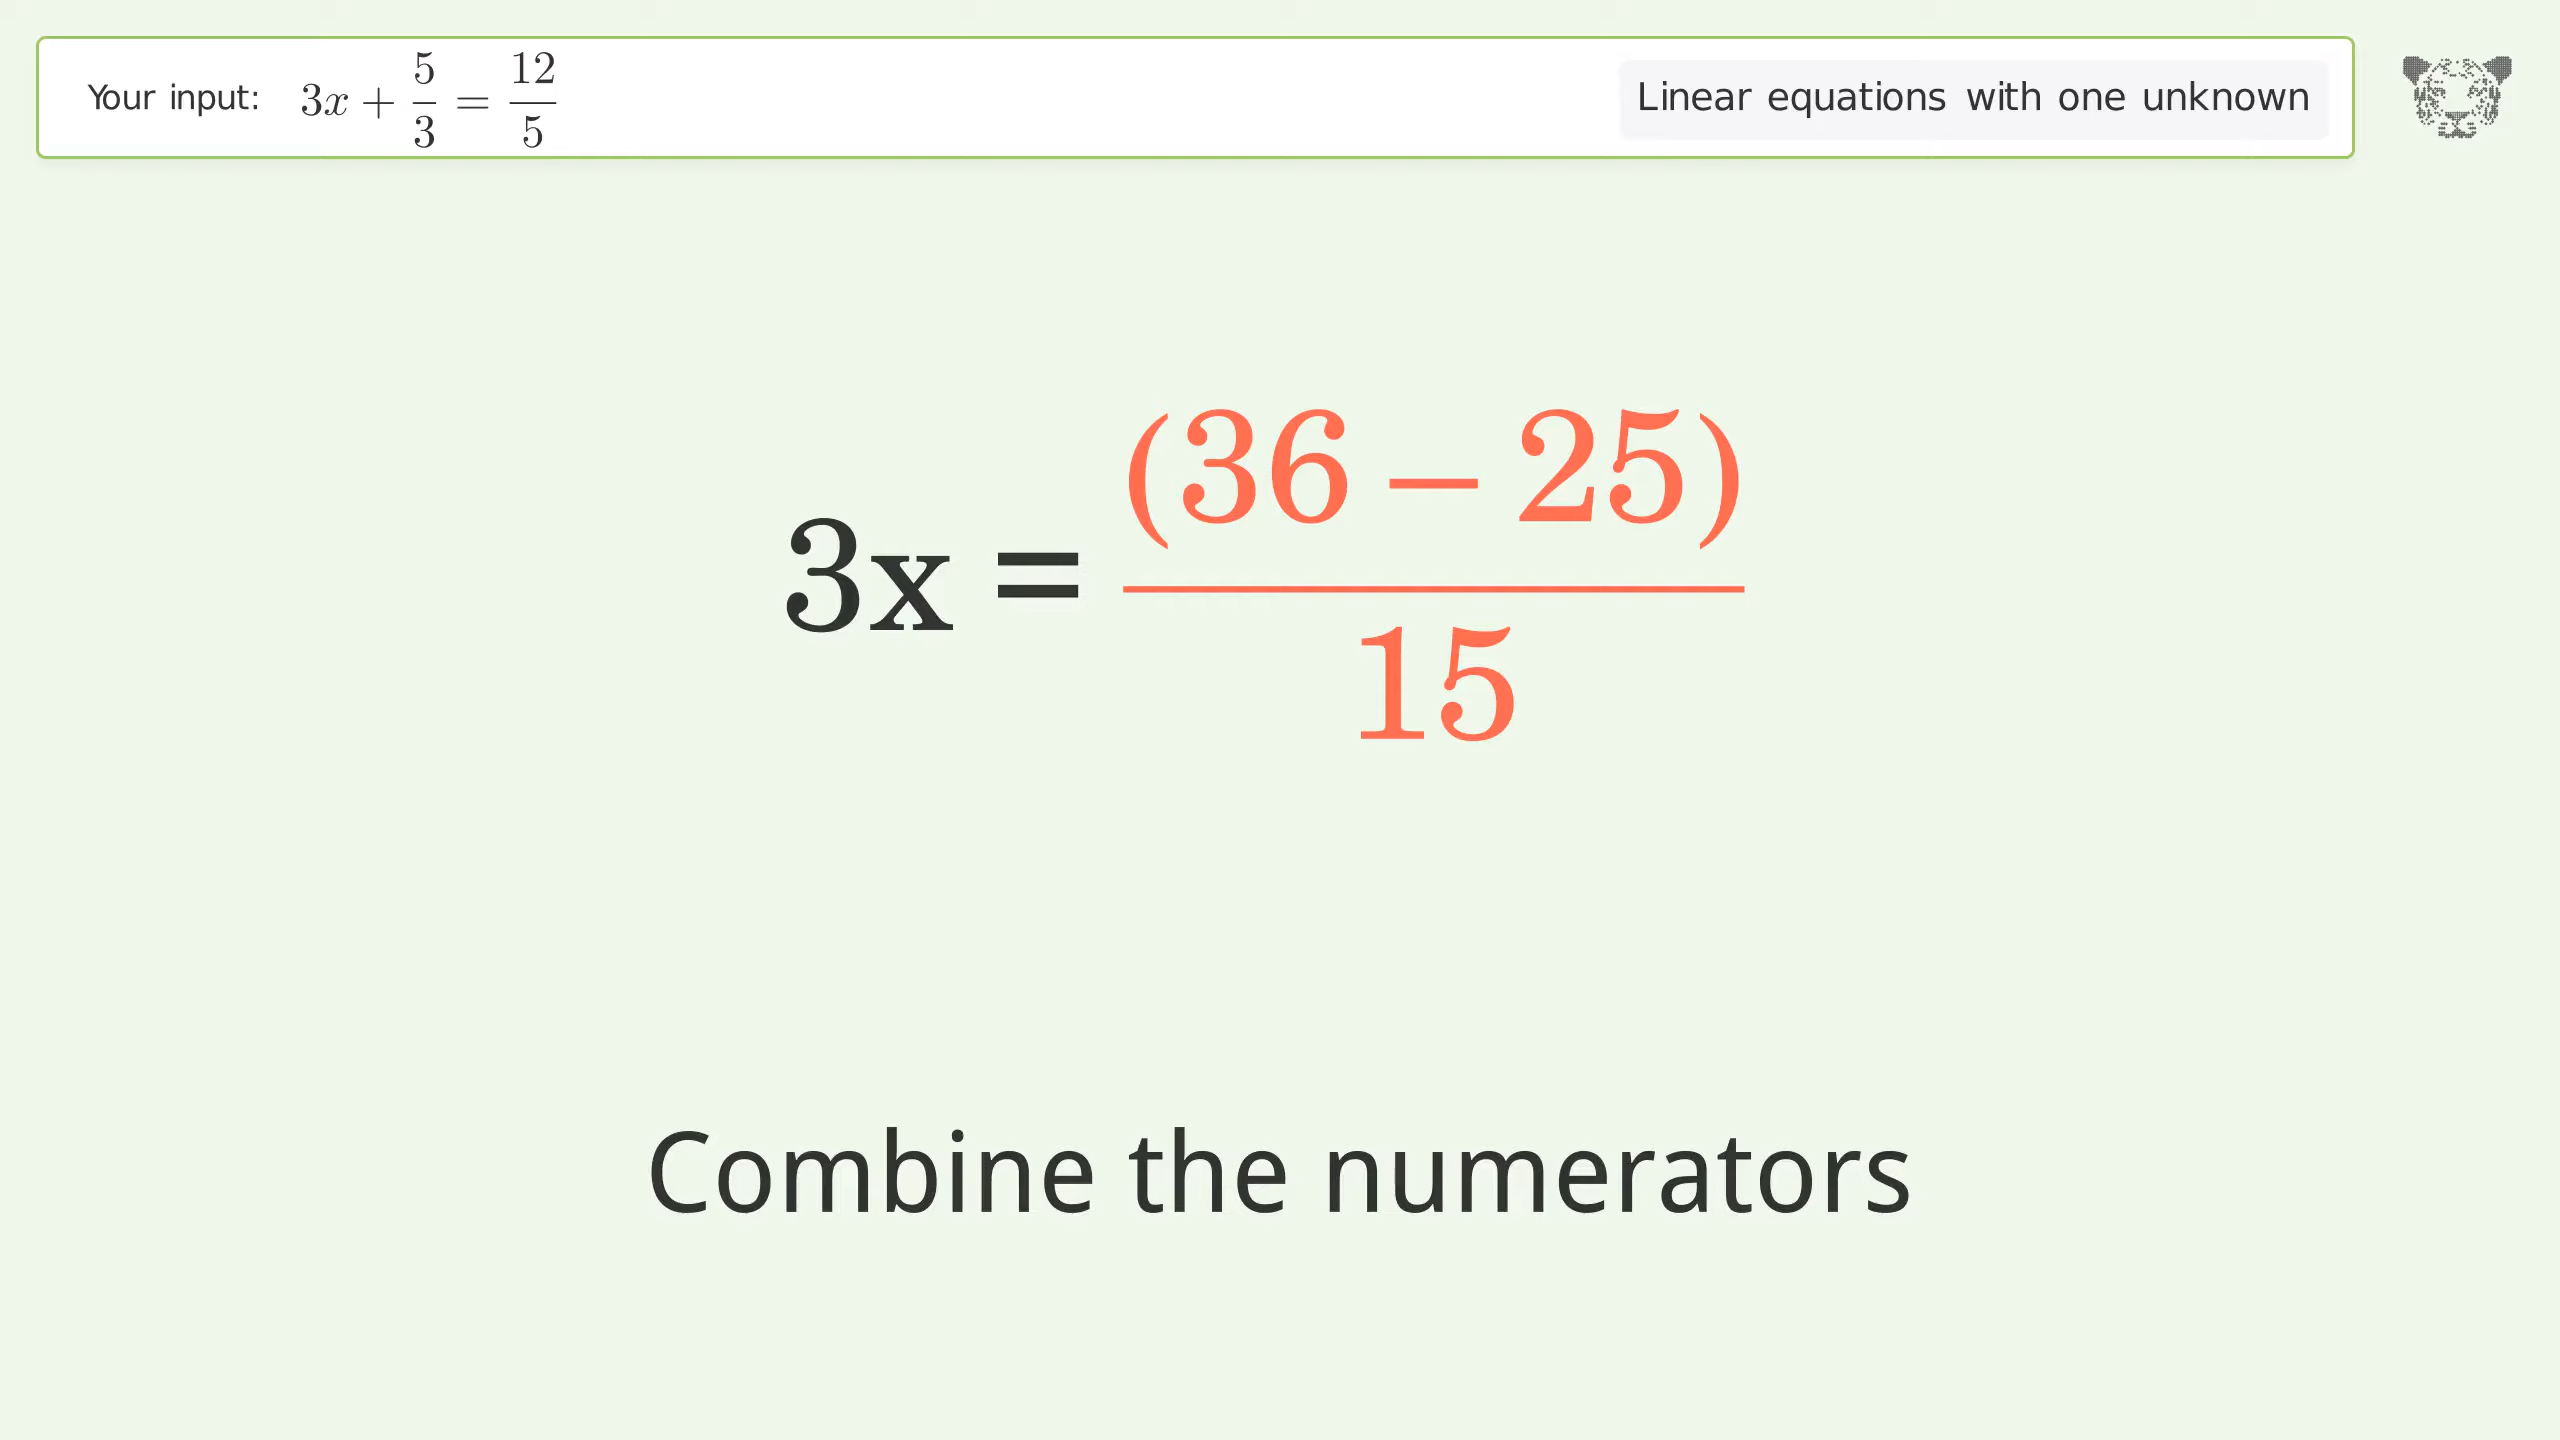 Your input: 3x + 5/3 = 12/5
Linear equations with one unknown
3x = (36 − 25)/15
Combine the numerators